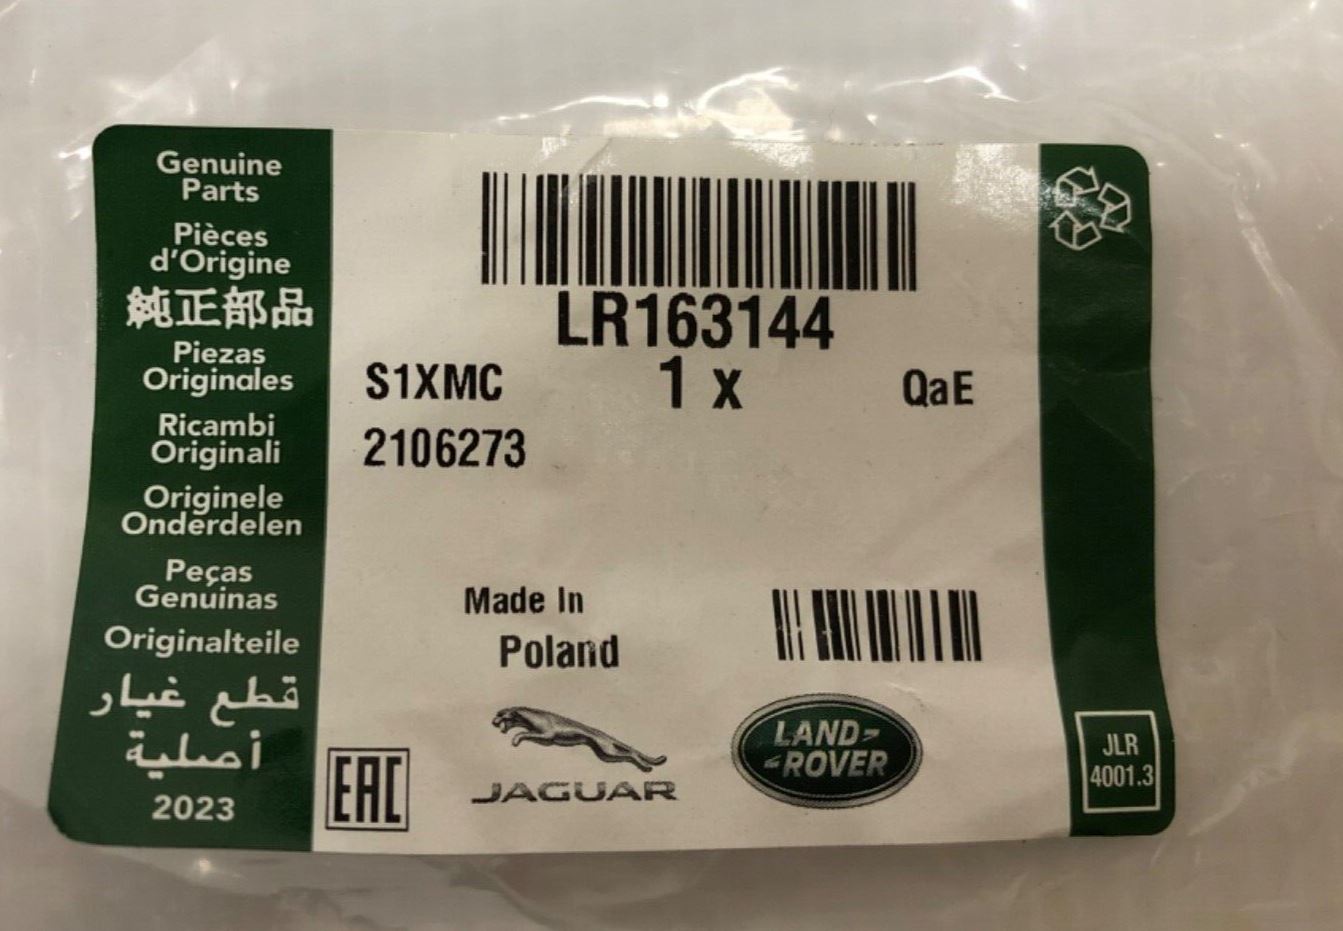 Genuine
Parts
Pièces
d'Origine
純正部品
Piezas
Originales
Ricambi
Originali
Originele
Onderdelen
Peças
Genuinas
Originalteile
قطع غيار
أصلية
2023
LR163144
S1XMC 1 x QaE
2106273
Made In
Poland
EAC
JAGUAR
LAND-
-ROVER
JLR
4001.3